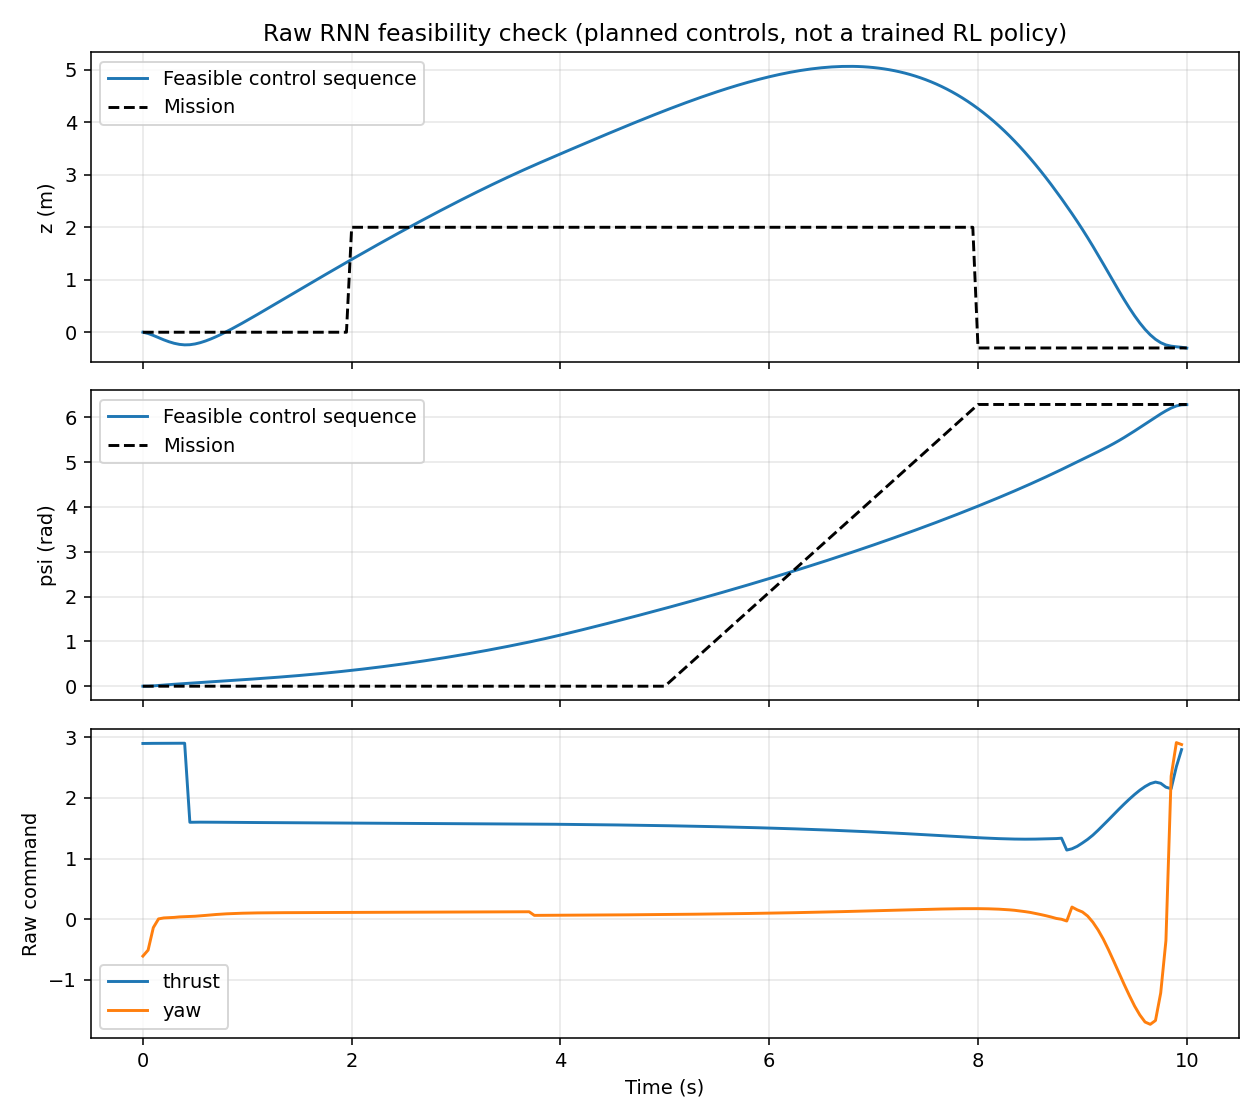 Raw RNN feasibility check (planned controls, not a trained RL policy)
z (m)
5
4
3
2
1
0
Feasible control sequence
Mission
psi (rad)
6
5
4
3
2
1
0
Feasible control sequence
Mission
Raw command
3
2
1
0
−1
thrust
yaw
0 2 4 6 8 10
Time (s)